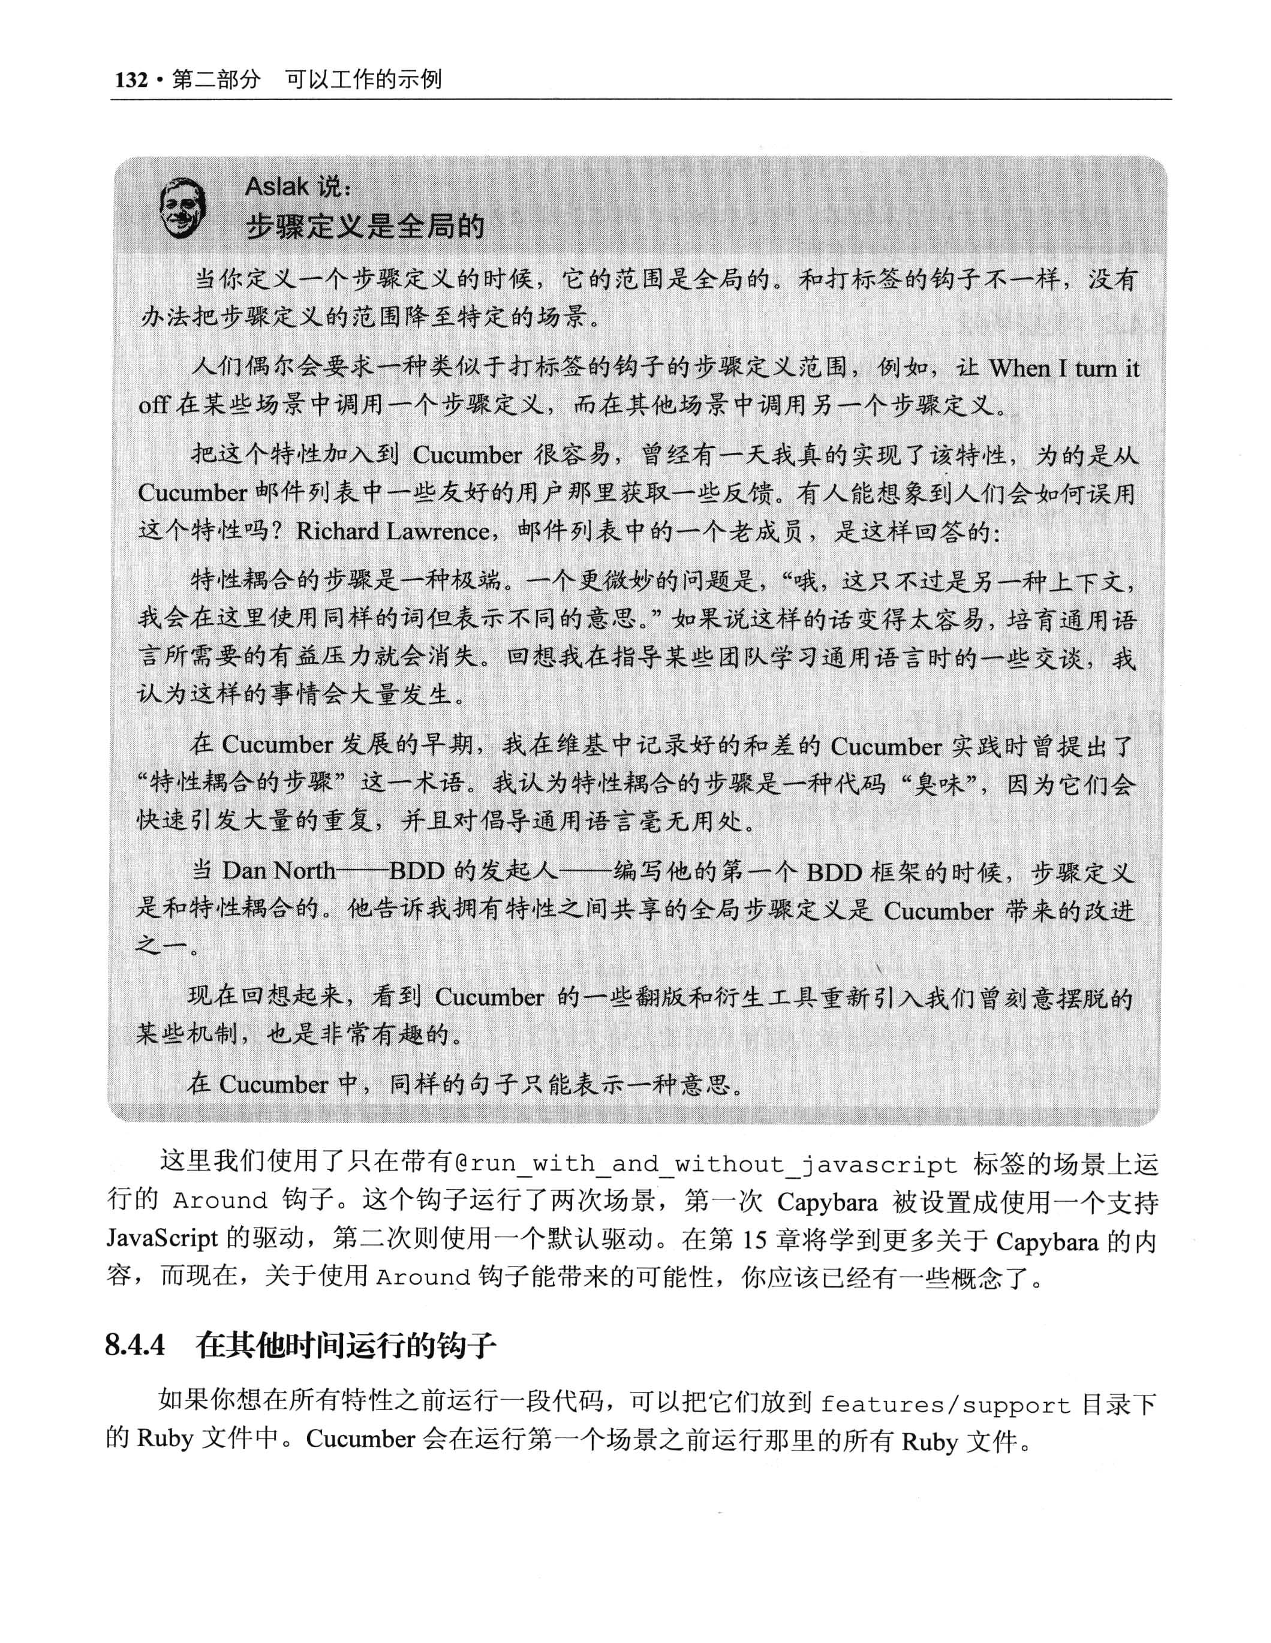 132 • 第二部分　可以工作的示例
Aslak 说：
步骤定义是全局的
当你定义一个步骤定义的时候，它的范围是全局的。和打标签的钩子不一样，没有
办法把步骤定义的范围降至特定的场景。
人们偶尔会要求一种类似于打标签的钩子的步骤定义范围，例如，让 When I turn it
off 在某些场景中调用一个步骤定义，而在其他场景中调用另一个步骤定义。
把这个特性加入到 Cucumber 很容易，曾经有一天我真的实现了该特性，为的是从
Cucumber 邮件列表中一些友好的用户那里获取一些反馈。有人能想象到人们会如何误用
这个特性吗？Richard Lawrence，邮件列表中的一个老成员，是这样回答的：
特性耦合的步骤是一种极端。一个更微妙的问题是，“哦，这只不过是另一种上下文，
我会在这里使用同样的词但表示不同的意思。”如果说这样的话变得太容易，培育通用语
言所需要的有益压力就会消失。回想我在指导某些团队学习通用语言时的一些交谈，我
认为这样的事情会大量发生。
在 Cucumber 发展的早期，我在维基中记录好的和差的 Cucumber 实践时曾提出了
“特性耦合的步骤”这一术语。我认为特性耦合的步骤是一种代码“臭味”，因为它们会
快速引发大量的重复，并且对倡导通用语言毫无用处。
当 Dan North——BDD 的发起人——编写他的第一个 BDD 框架的时候，步骤定义
是和特性耦合的。他告诉我拥有特性之间共享的全局步骤定义是 Cucumber 带来的改进
之一。
现在回想起来，看到 Cucumber 的一些翻版和衍生工具重新引入我们曾刻意摆脱的
某些机制，也是非常有趣的。
在 Cucumber 中，同样的句子只能表示一种意思。
这里我们使用了只在带有@run_with_and_without_javascript 标签的场景上运
行的 Around 钩子。这个钩子运行了两次场景，第一次 Capybara 被设置成使用一个支持
JavaScript 的驱动，第二次则使用一个默认驱动。在第 15 章将学到更多关于 Capybara 的内
容，而现在，关于使用 Around 钩子能带来的可能性，你应该已经有一些概念了。
8.4.4　在其他时间运行的钩子
如果你想在所有特性之前运行一段代码，可以把它们放到 features/support 目录下
的 Ruby 文件中。Cucumber 会在运行第一个场景之前运行那里的所有 Ruby 文件。